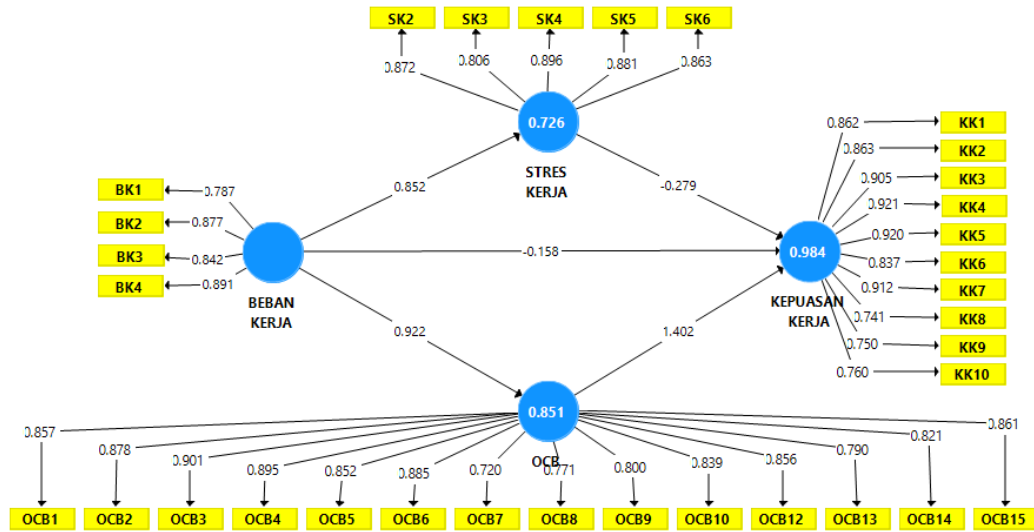 SK2 SK3 SK4 SK5 SK6
0.872 0.806 0.896 0.881 0.863
0.726
STRES
KERJA
0.862 KK1
0.863 KK2
0.905 KK3
0.921 KK4
0.920 KK5
0.837 KK6
0.912 KK7
0.741 KK8
0.750 KK9
0.760 KK10
0.852
-0.279
BK1 0.787
BK2 0.877
BK3 0.842
BK4 0.891
BEBAN
KERJA
-0.158
0.984
KEPUASAN
KERJA
0.922
1.402
0.851
OCB
0.857 0.878 0.901 0.895 0.852 0.885 0.720 0.771 0.800 0.839 0.856 0.790 0.821 0.861
OCB1 OCB2 OCB3 OCB4 OCB5 OCB6 OCB7 OCB8 OCB9 OCB10 OCB12 OCB13 OCB14 OCB15